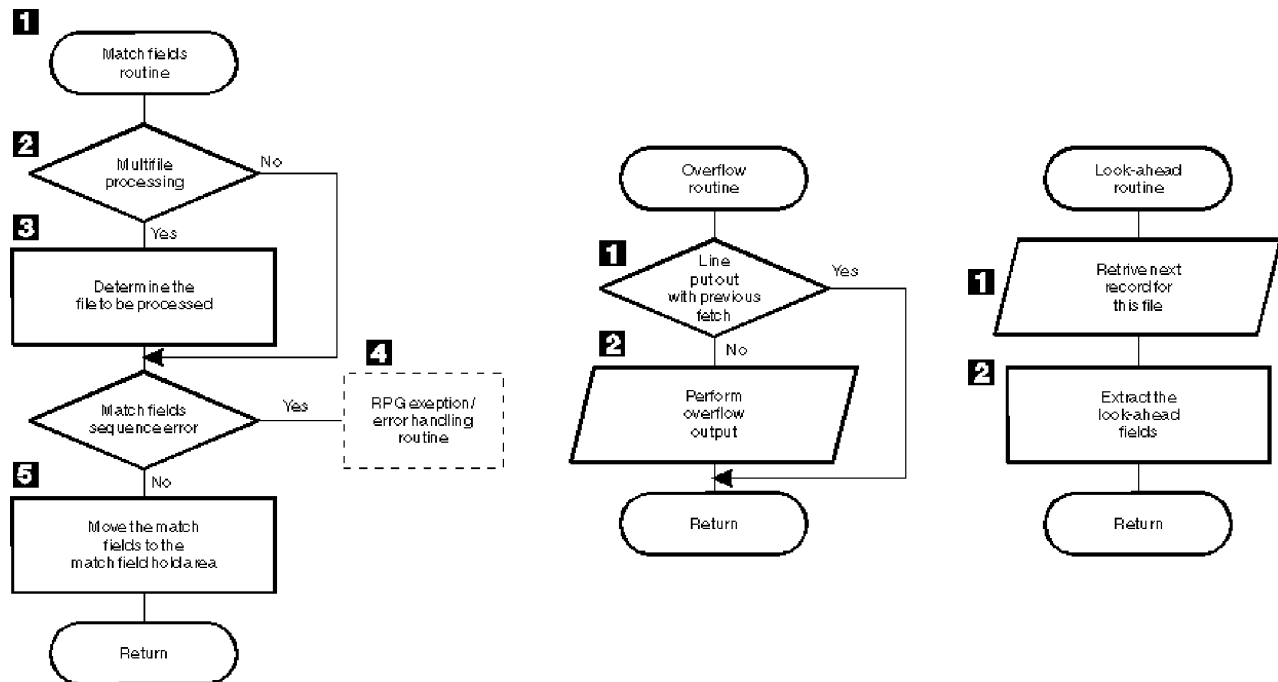 1
Match fields
routine
2
Multifile
processing
No
Yes
3
Determine the
file to be processed
4
Match fields
sequence error
Yes
RPG exeption/
error handling
routine
No
5
Move the match
fields to the
match field hold area
Return
Overflow
routine
1
Line
put out
with previous
fetch
Yes
No
2
Perform
overflow
output
Return
Look-ahead
routine
1
Retrive next
record for
this file
2
Extract the
look-ahead
fields
Return